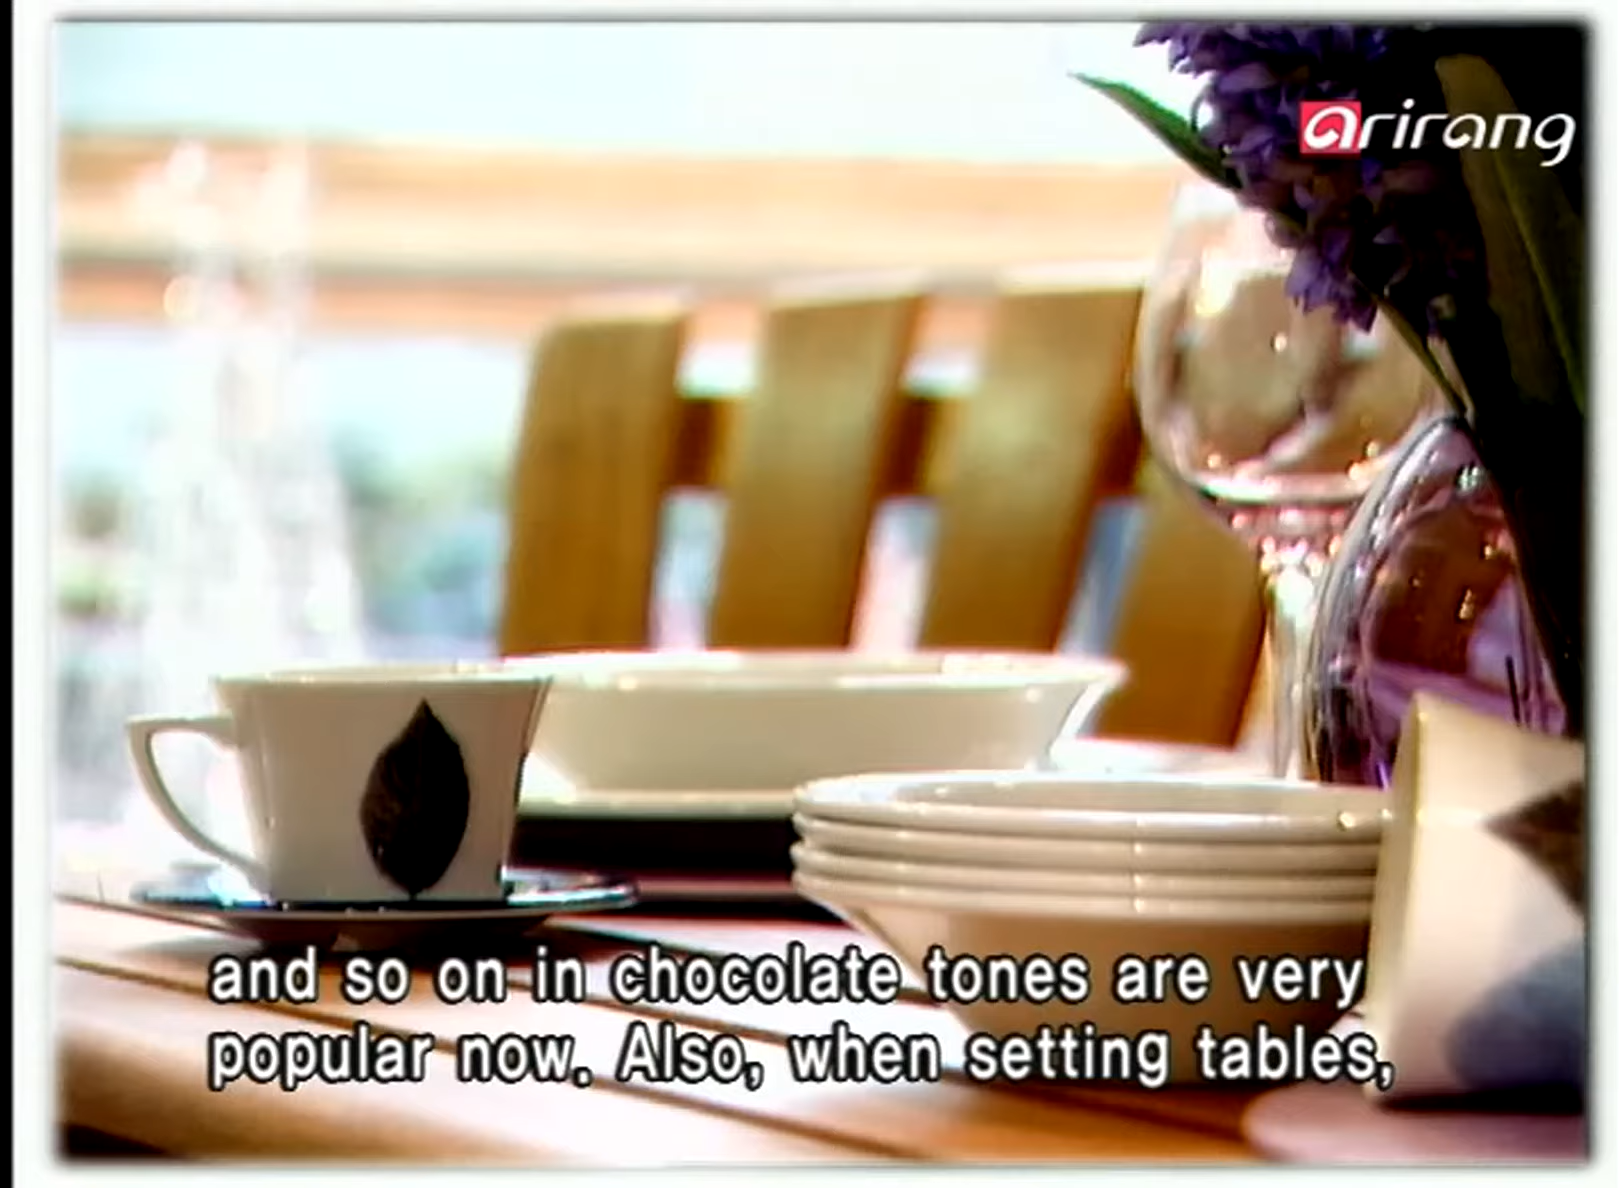 arirang
and so on in chocolate tones are very
popular now. Also, when setting tables,